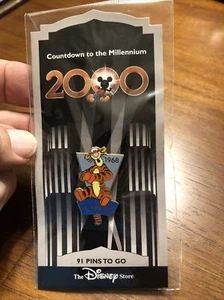 Countdown to the Millennium
2000
1968
91 PINS TO GO
The Disney Store